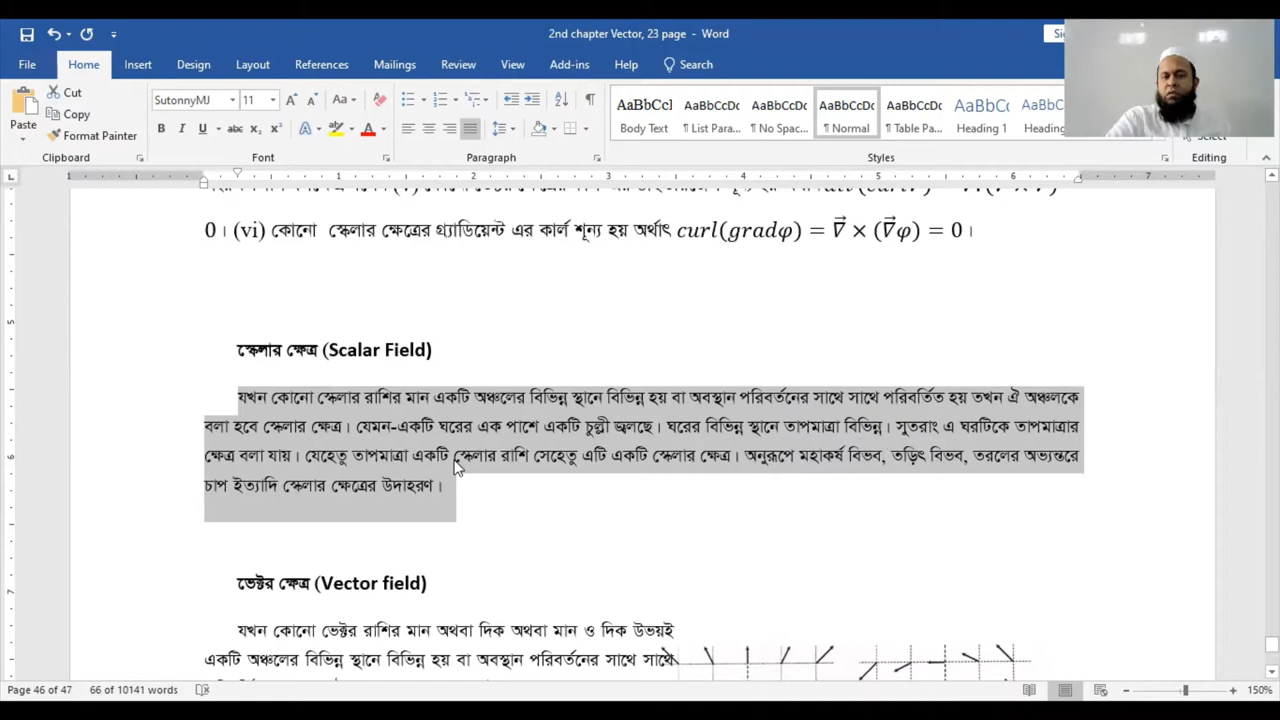 2nd chapter Vector, 23 page - Word
File Home Insert Design Layout References Mailings Review View Add-ins Help Search
Paste
Cut
Copy
Format Painter
SutonnyMJ 11
AaBbCcl AaBbCcDc AaBbCcDc AaBbCcDc AaBbCcDc AaBbCcD AaBbC
Body Text ¶ List Para... ¶ No Spac... ¶ Normal ¶ Table Pa... Heading 1 Heading
Clipboard Font Paragraph Styles Editing
0। (vi) কোনো স্কেলার ক্ষেত্রের গ্র্যাডিয়েন্ট এর কার্ল শূন্য হয় অর্থাৎ curl(gradφ) = ∇⃗ × (∇⃗φ) = 0।
স্কেলার ক্ষেত্র (Scalar Field)
যখন কোনো স্কেলার রাশির মান একটি অঞ্চলের বিভিন্ন স্থানে বিভিন্ন হয় বা অবস্থান পরিবর্তনের সাথে সাথে পরিবর্তিত হয় তখন ঐ অঞ্চলকে
বলা হবে স্কেলার ক্ষেত্র। যেমন-একটি ঘরের এক পাশে একটি চুল্লী জ্বলছে। ঘরের বিভিন্ন স্থানে তাপমাত্রা বিভিন্ন। সুতরাং এ ঘরটিকে তাপমাত্রার
ক্ষেত্র বলা যায়। যেহেতু তাপমাত্রা একটি স্কেলার রাশি সেহেতু এটি একটি স্কেলার ক্ষেত্র। অনুরূপে মহাকর্ষ বিভব, তড়িৎ বিভব, তরলের অভ্যন্তরে
চাপ ইত্যাদি স্কেলার ক্ষেত্রের উদাহরণ।
ভেক্টর ক্ষেত্র (Vector field)
যখন কোনো ভেক্টর রাশির মান অথবা দিক অথবা মান ও দিক উভয়ই
একটি অঞ্চলের বিভিন্ন স্থানে বিভিন্ন হয় বা অবস্থান পরিবর্তনের সাথে সাথে
Page 46 of 47 66 of 10141 words 150%